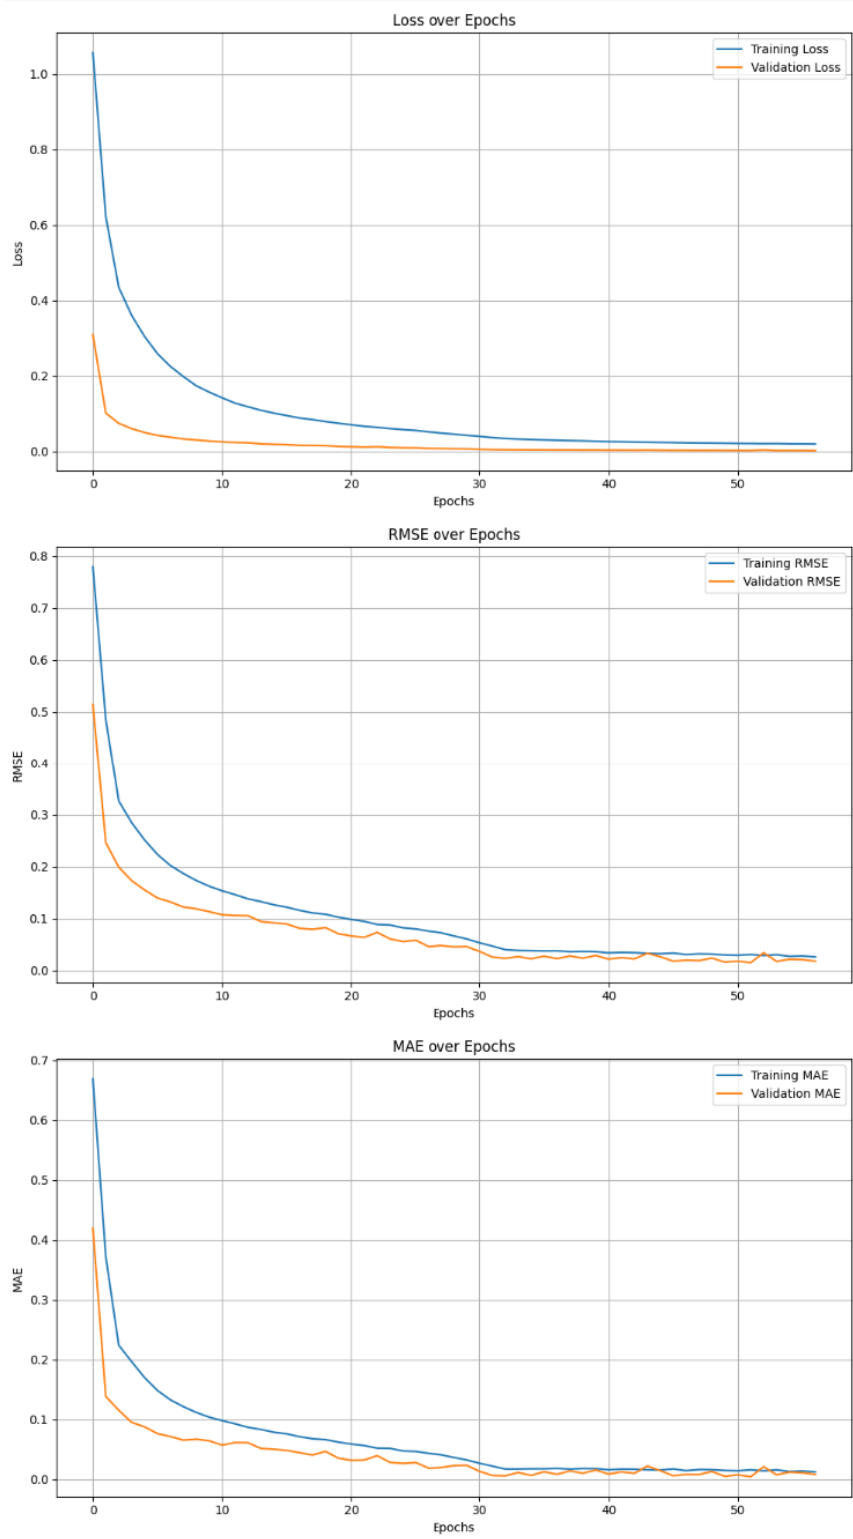 Loss over Epochs
Training Loss
Validation Loss
1.0
0.8
0.6
0.4
0.2
0.0
Loss
0 10 20 30 40 50
Epochs
RMSE over Epochs
Training RMSE
Validation RMSE
0.8
0.7
0.6
0.5
0.4
0.3
0.2
0.1
0.0
RMSE
0 10 20 30 40 50
Epochs
MAE over Epochs
Training MAE
Validation MAE
0.7
0.6
0.5
0.4
0.3
0.2
0.1
0.0
MAE
0 10 20 30 40 50
Epochs